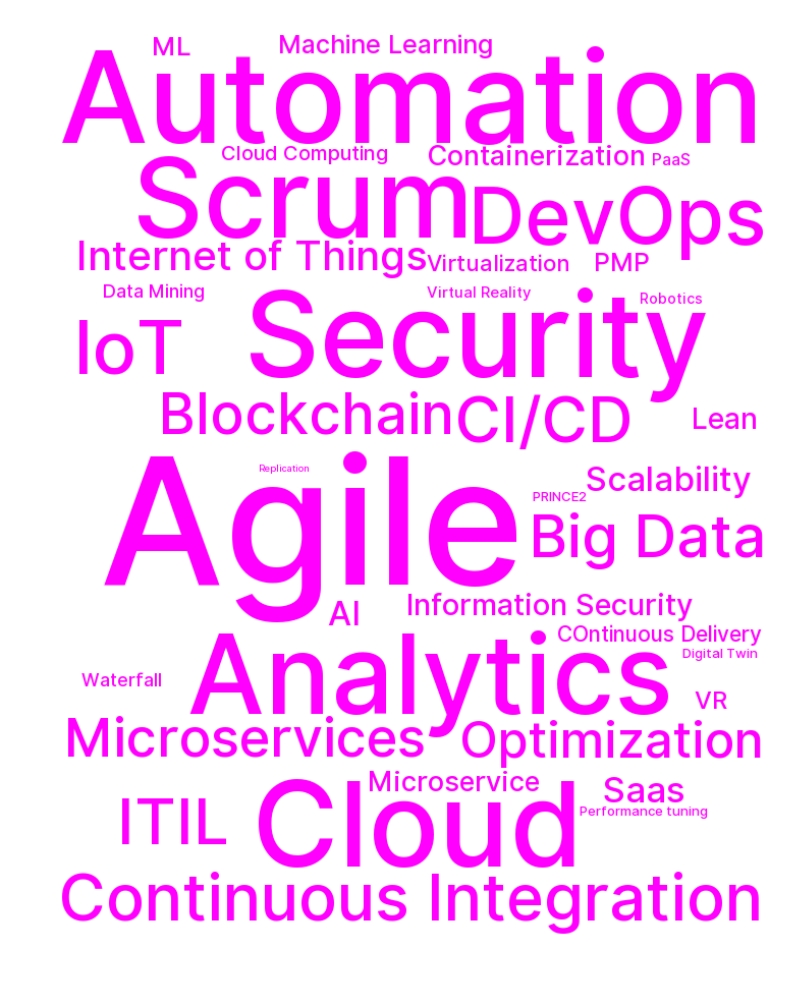 ML
Machine Learning
Automation
Cloud Computing
Containerization
PaaS
Scrum
DevOps
Internet of Things
Virtualization
PMP
Data Mining
Virtual Reality
Robotics
IoT
Security
Blockchain
CI/CD
Lean
Agile
Replication
Scalability
PRINCE2
Big Data
AI
Information Security
COntinuous Delivery
Digital Twin
Analytics
Waterfall
VR
Microservices
Optimization
Microservice
Saas
Performance tuning
ITIL
Cloud
Continuous Integration